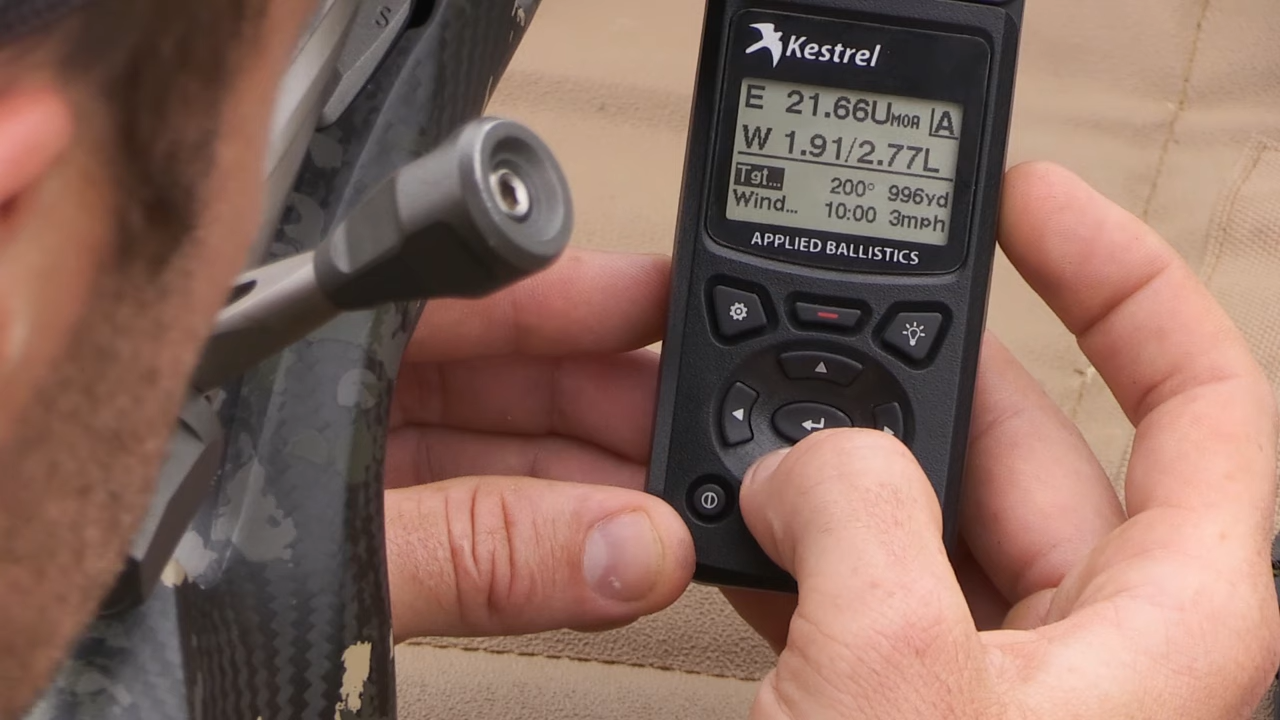 Kestrel
E 21.66UMOA A
W 1.91/2.77L
Tgt... 200° 996yd
Wind... 10:00 3mph
APPLIED BALLISTICS
S